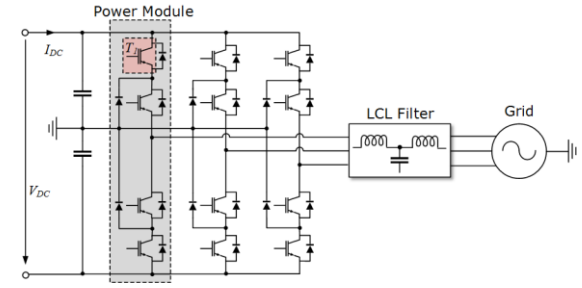 Power Module
I_DC
T_1
LCL Filter
Grid
V_DC